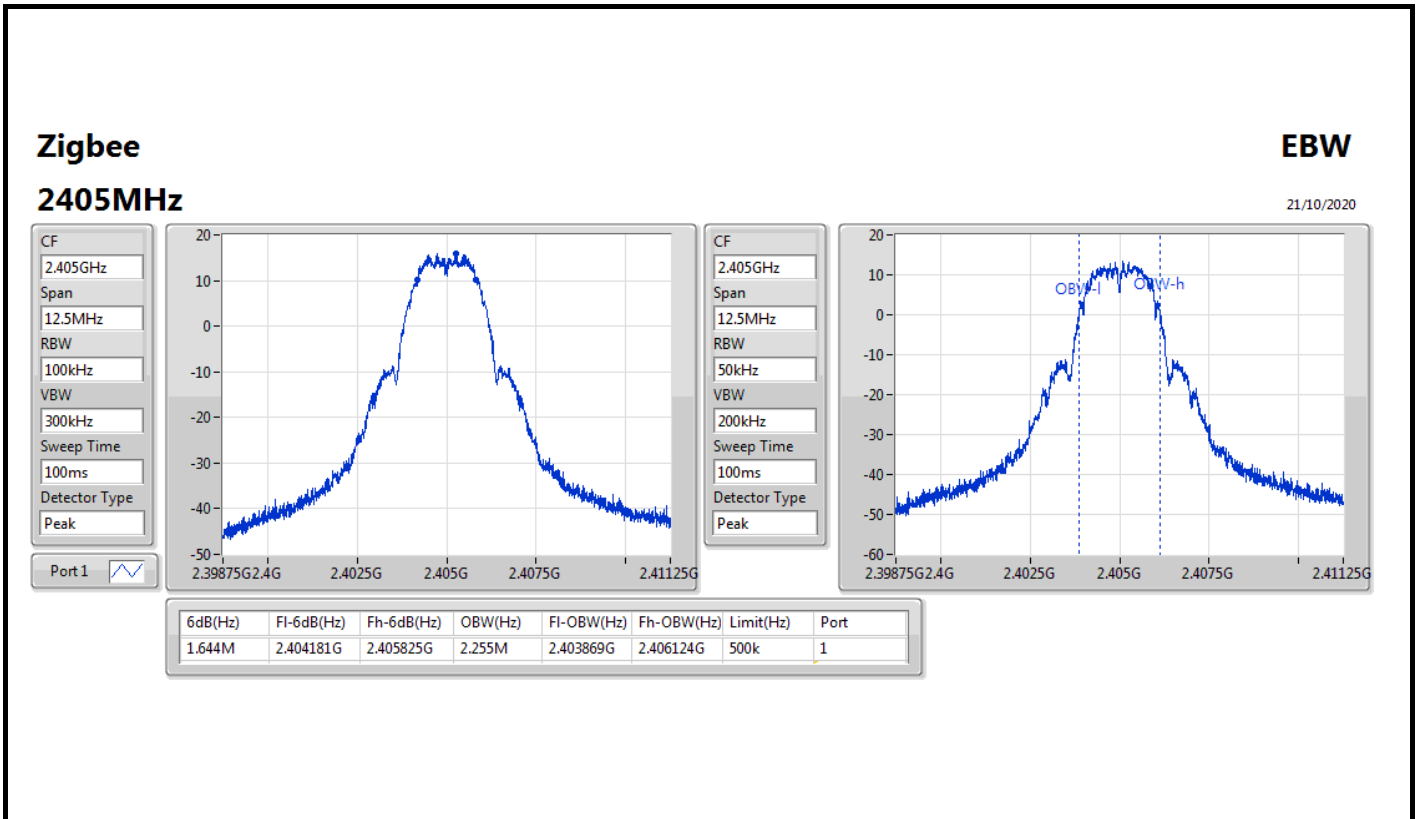 Zigbee
EBW
2405MHz
21/10/2020
CF
2.405GHz
Span
12.5MHz
RBW
100kHz
VBW
300kHz
Sweep Time
100ms
Detector Type
Peak
Port 1
20
10
0
-10
-20
-30
-40
-50
2.39875G 2.4G 2.4025G 2.405G 2.4075G 2.41125G
CF
2.405GHz
Span
12.5MHz
RBW
50kHz
VBW
200kHz
Sweep Time
100ms
Detector Type
Peak
20
10
0
-10
-20
-30
-40
-50
-60
OBW-l OBW-h
2.39875G 2.4G 2.4025G 2.405G 2.4075G 2.41125G
6dB(Hz) Fl-6dB(Hz) Fh-6dB(Hz) OBW(Hz) Fl-OBW(Hz) Fh-OBW(Hz) Limit(Hz) Port
1.644M 2.404181G 2.405825G 2.255M 2.403869G 2.406124G 500k 1